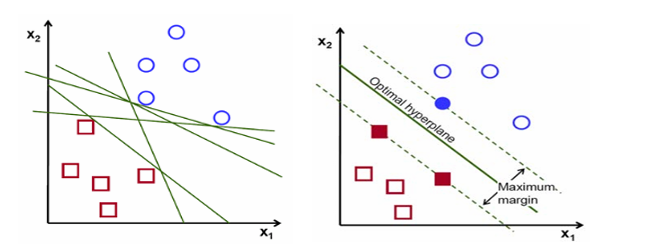 x2
x1
x2
Optimal hyperplane
Maximum
margin
x1